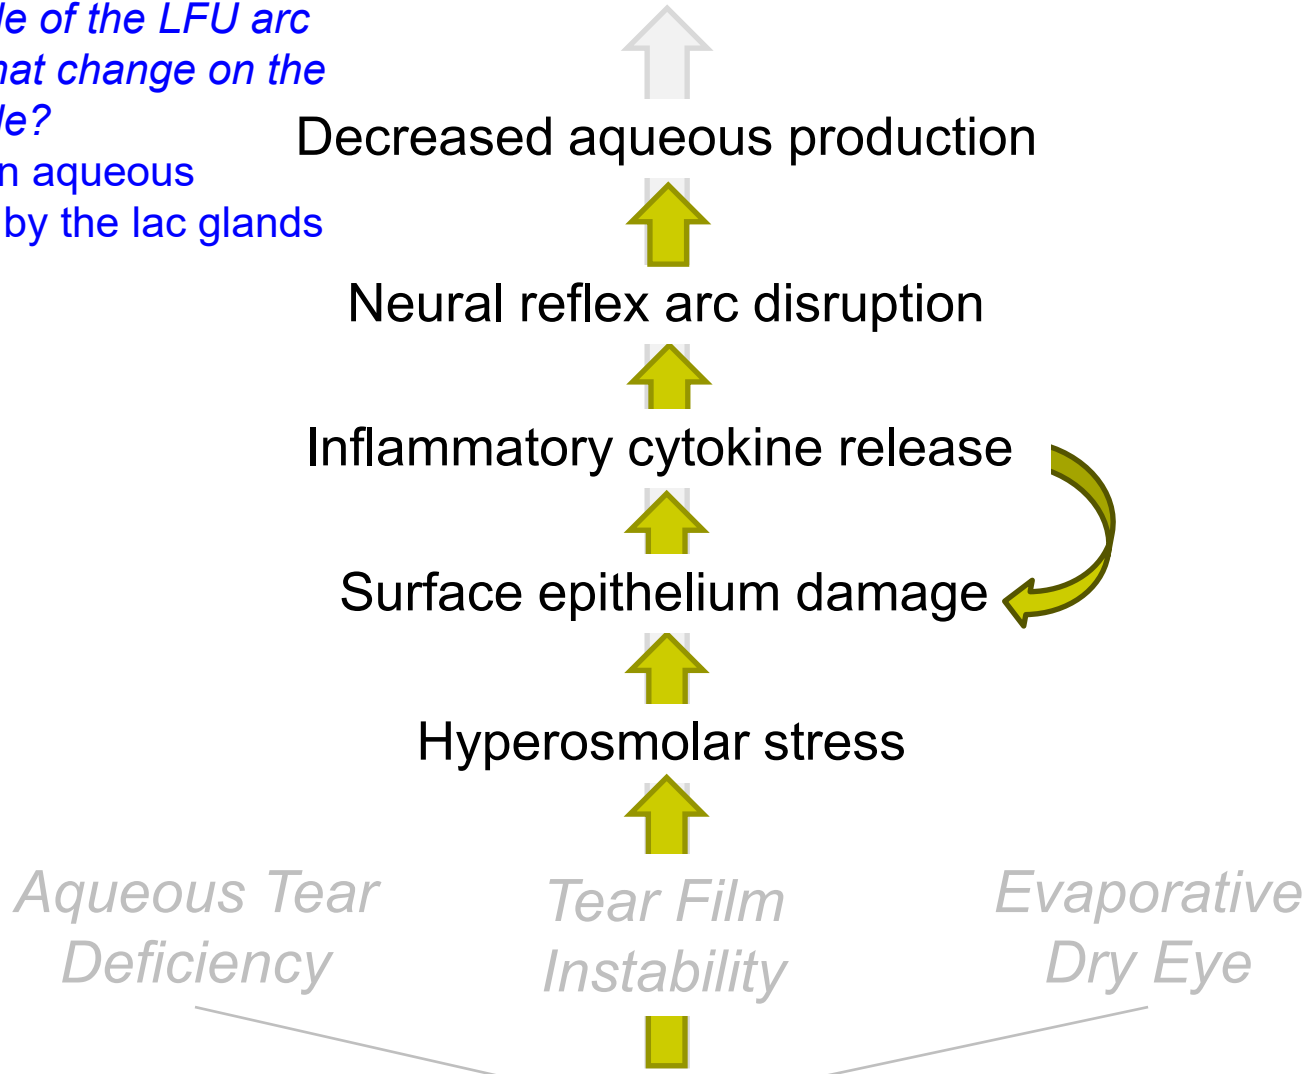 le of the LFU arc
hat change on the
le?
n aqueous
by the lac glands
Decreased aqueous production
Neural reflex arc disruption
Inflammatory cytokine release
Surface epithelium damage
Hyperosmolar stress
Aqueous Tear
Deficiency
Tear Film
Instability
Evaporative
Dry Eye